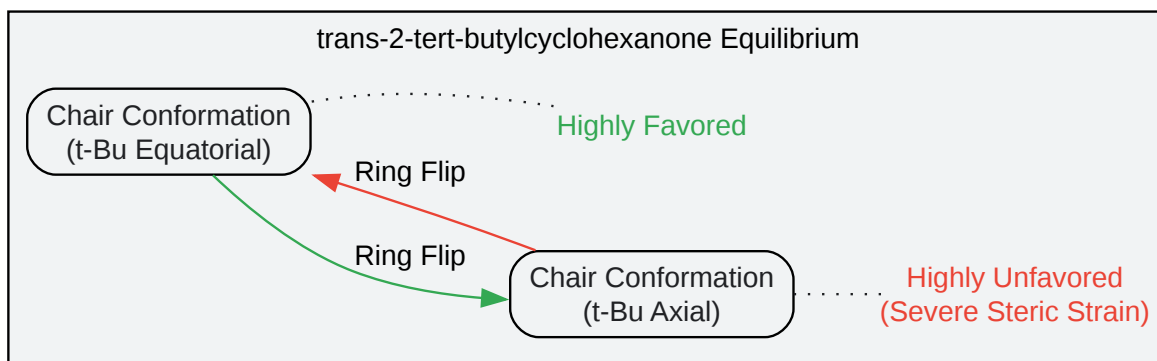 trans-2-tert-butylcyclohexanone Equilibrium
Chair Conformation
(t-Bu Equatorial)
Highly Favored
Ring Flip
Ring Flip
Chair Conformation
(t-Bu Axial)
Highly Unfavored
(Severe Steric Strain)